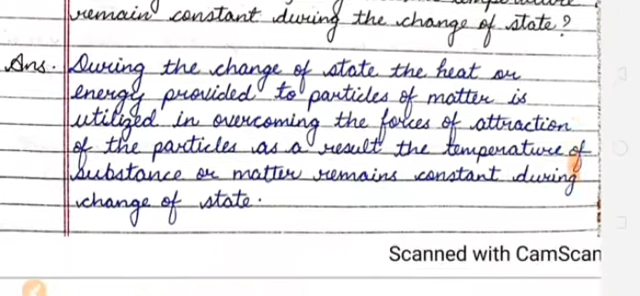 remain constant during the change of state?
Ans. During the change of state the heat or
energy provided to particles of matter is
utilized in overcoming the forces of attraction
of the particles as a result the temperature of
substance or matter remains constant during
change of state.
Scanned with CamScan